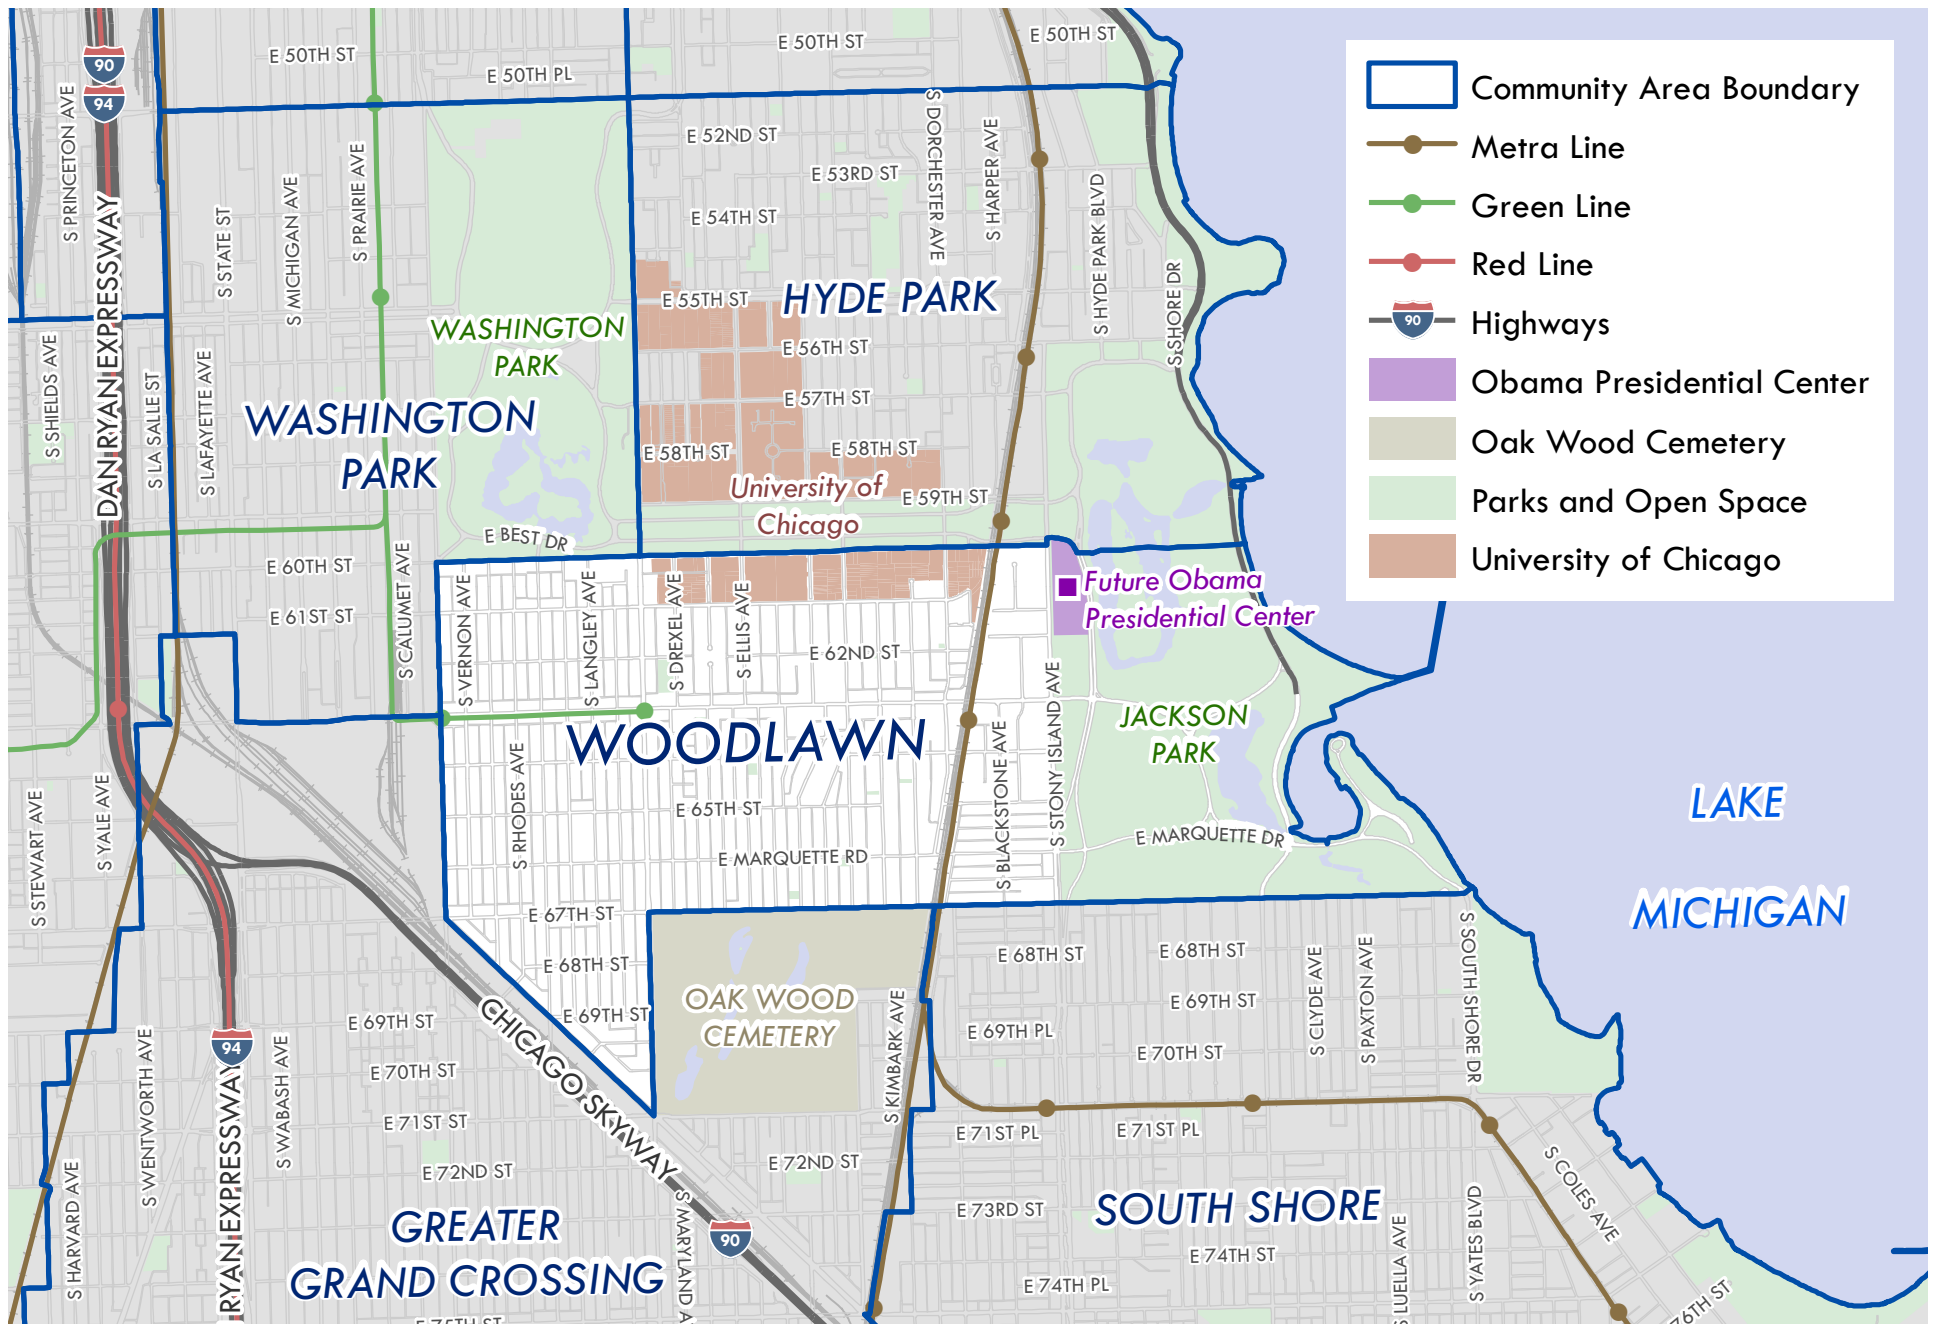 E 50TH ST
E 50TH ST
E 50TH ST
E 50TH PL
90
94
S PRINCETON AVE
S DORCHESTER AVE
S HARPER AVE
E 52ND ST
E 53RD ST
E 54TH ST
S PRAIRIE AVE
S MICHIGAN AVE
S STATE ST
S HYDE PARK BLVD
S SHORE DR
DAN RYAN EXPRESSWAY
HYDE PARK
E 55TH ST
WASHINGTON
PARK
E 56TH ST
E 57TH ST
S SHIELDS AVE
S LA SALLE ST
S LAFAYETTE AVE
WASHINGTON
PARK
E 58TH ST
E 58TH ST
University of
Chicago
E 59TH ST
E BEST DR
E 60TH ST
E 61ST ST
S CALUMET AVE
S VERNON AVE
S LANGLEY AVE
S DREXEL AVE
S ELLIS AVE
E 62ND ST
Future Obama
Presidential Center
Community Area Boundary
Metra Line
Green Line
Red Line
90
Highways
Obama Presidential Center
Oak Wood Cemetery
Parks and Open Space
University of Chicago
WOODLAWN
JACKSON
PARK
S STONY ISLAND AVE
S BLACKSTONE AVE
S RHODES AVE
E 65TH ST
E MARQUETTE RD
E MARQUETTE DR
LAKE
MICHIGAN
S STEWART AVE
S YALE AVE
E 67TH ST
E 68TH ST
E 69TH ST
OAK WOOD
CEMETERY
S KIMBARK AVE
E 68TH ST
E 68TH ST
E 69TH ST
E 69TH PL
E 70TH ST
S CLYDE AVE
S PAXTON AVE
S SOUTH SHORE DR
CHICAGO SKYWAY
E 69TH ST
94
S WENTWORTH AVE
S WABASH AVE
E 70TH ST
E 71ST ST
E 72ND ST
E 72ND ST
E 71ST PL
E 71ST PL
S HARVARD AVE
RYAN EXPRESSWAY
GREATER
GRAND CROSSING
S MARYLAND A
90
E 73RD ST
SOUTH SHORE
E 74TH ST
E 74TH PL
S LUELLA AVE
S YATES BLVD
S COLES AVE
76TH ST
E 75TH ST